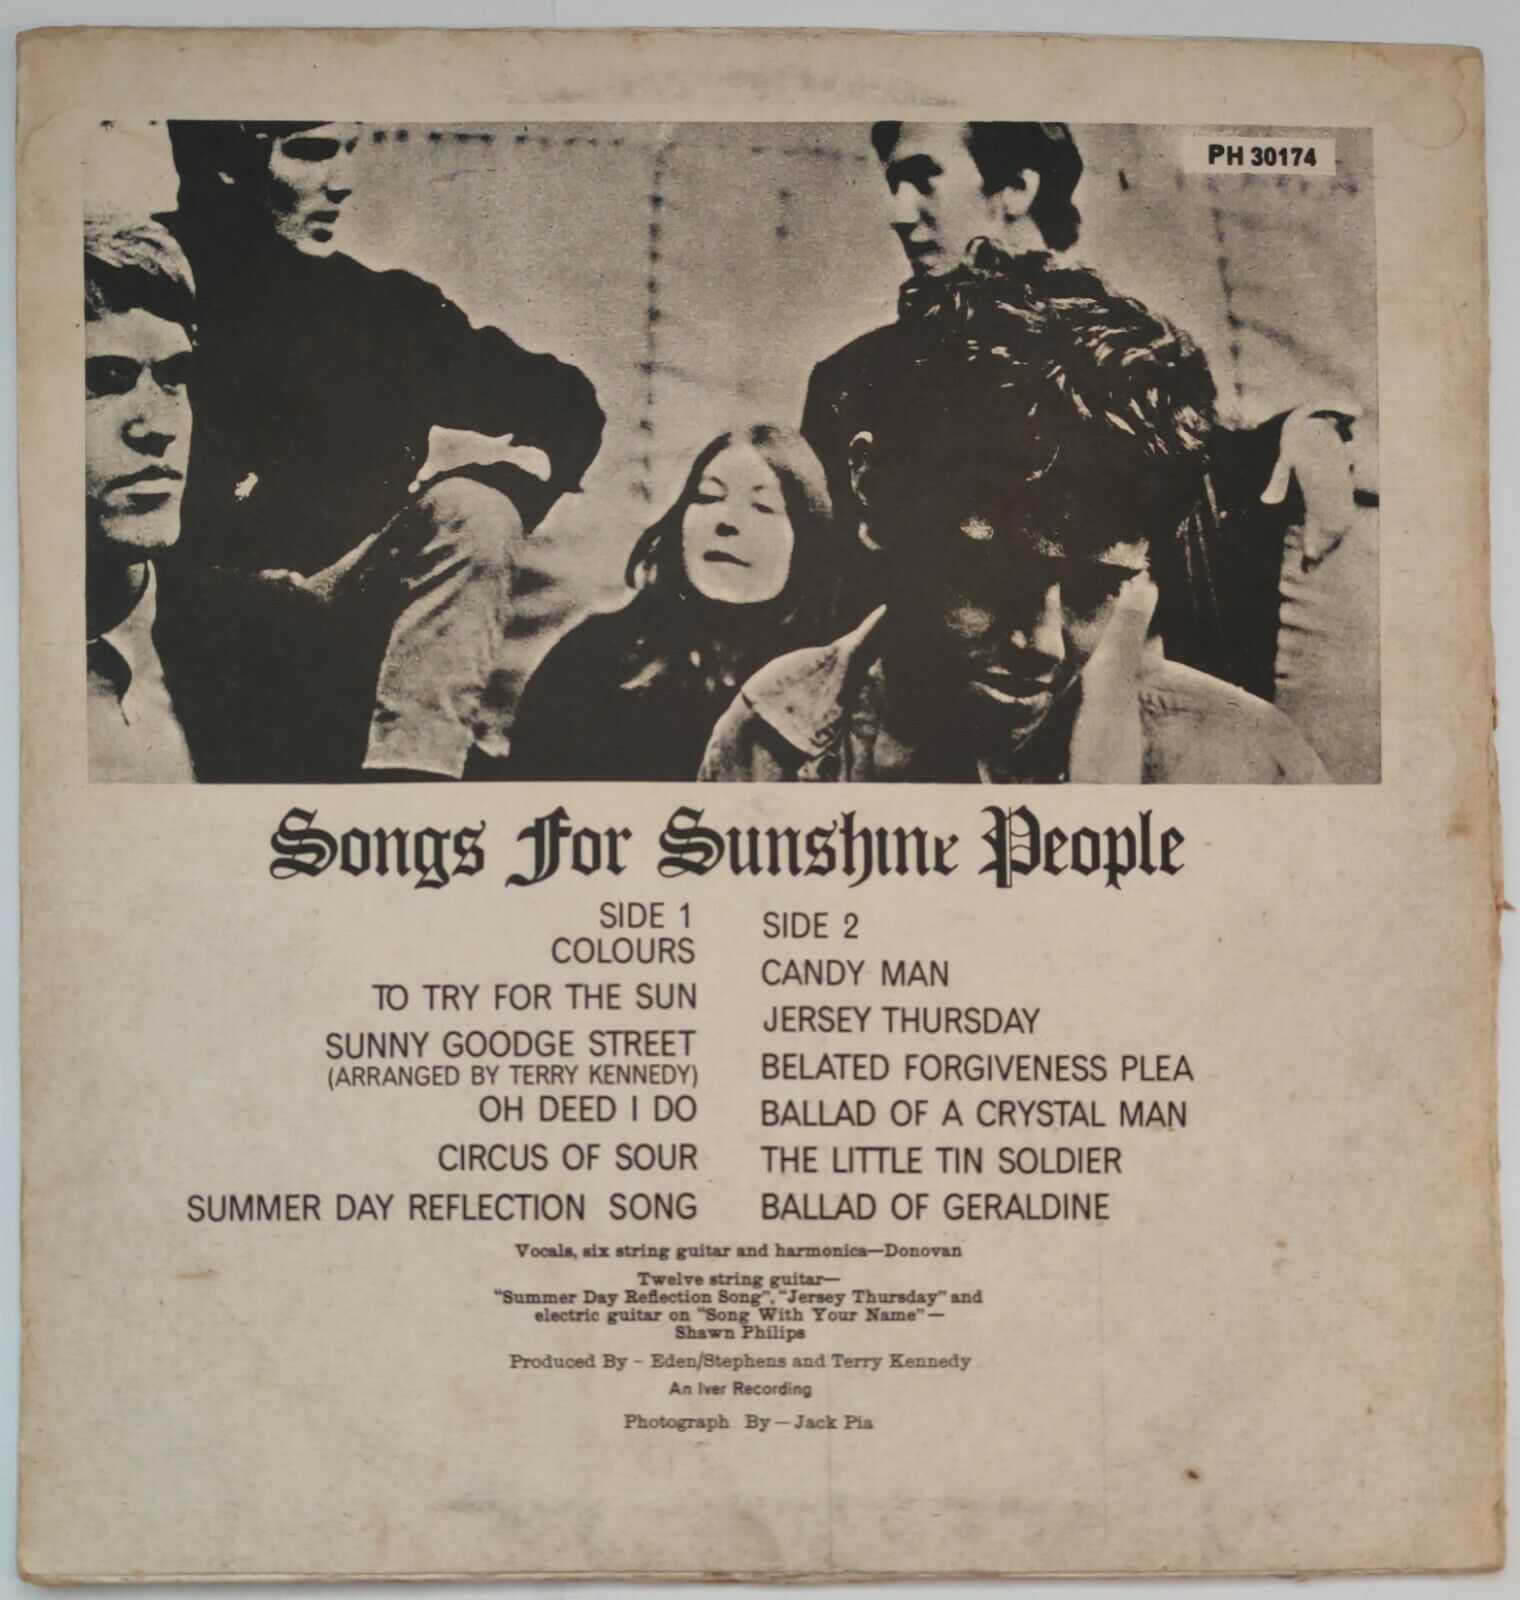 PH 30174
Songs For Sunshine People
SIDE 1
COLOURS
TO TRY FOR THE SUN
SUNNY GOODGE STREET
(ARRANGED BY TERRY KENNEDY)
OH DEED I DO
CIRCUS OF SOUR
SUMMER DAY REFLECTION SONG
SIDE 2
CANDY MAN
JERSEY THURSDAY
BELATED FORGIVENESS PLEA
BALLAD OF A CRYSTAL MAN
THE LITTLE TIN SOLDIER
BALLAD OF GERALDINE
Vocals, six string guitar and harmonica—Donovan
Twelve string guitar—
"Summer Day Reflection Song", "Jersey Thursday" and
electric guitar on "Song With Your Name"—
Shawn Philips
Produced By - Eden/Stephens and Terry Kennedy
An Iver Recording
Photograph By — Jack Pia